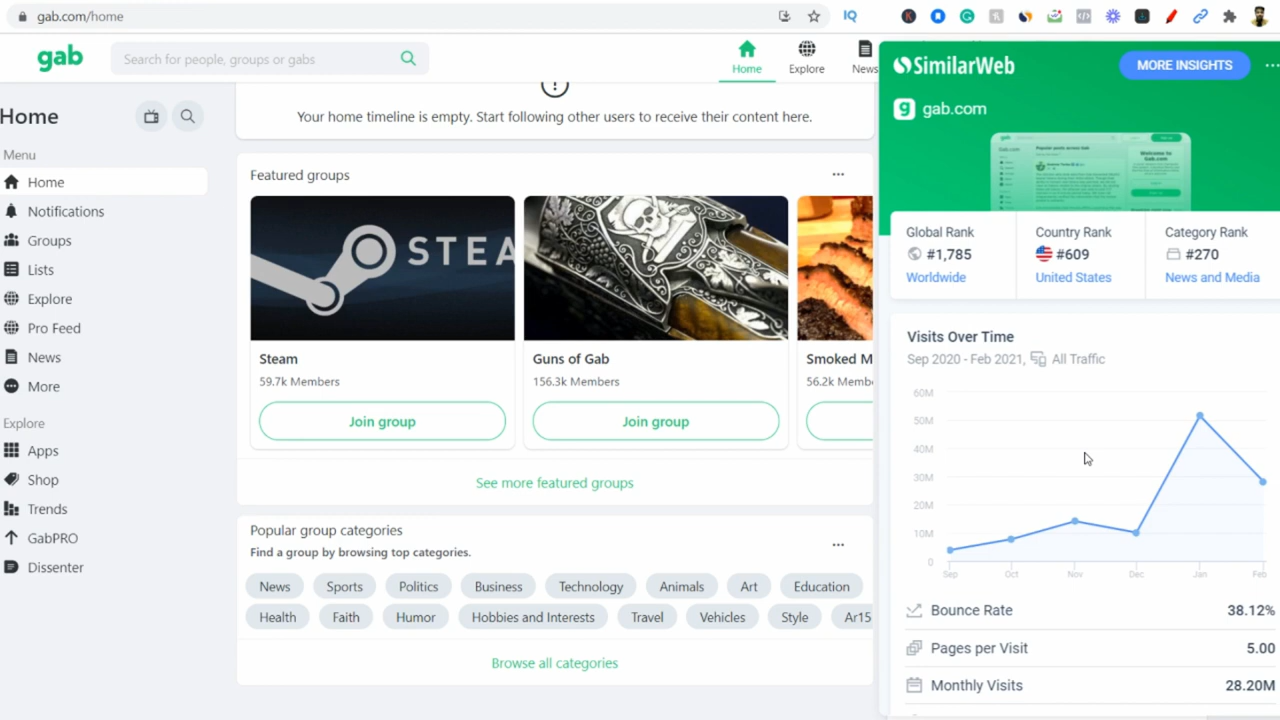 gab.com/home
IQ
gab
Search for people, groups or gabs
Home
Explore
News
Home
Menu
Home
Notifications
Groups
Lists
Explore
Pro Feed
News
More
Explore
Apps
Shop
Trends
GabPRO
Dissenter
Your home timeline is empty. Start following other users to receive their content here.
Featured groups
STEA
Steam
59.7k Members
Join group
Guns of Gab
156.3k Members
Join group
Smoked M
56.2k Memb
See more featured groups
Popular group categories
Find a group by browsing top categories.
News Sports Politics Business Technology Animals Art Education
Health Faith Humor Hobbies and Interests Travel Vehicles Style Ar15
Browse all categories
SimilarWeb
MORE INSIGHTS
g gab.com
Global Rank
#1,785
Worldwide
Country Rank
#609
United States
Category Rank
#270
News and Media
Visits Over Time
Sep 2020 - Feb 2021, All Traffic
60M
50M
40M
30M
20M
10M
0
Sep Oct Nov Dec Jan Feb
Bounce Rate 38.12%
Pages per Visit 5.00
Monthly Visits 28.20M